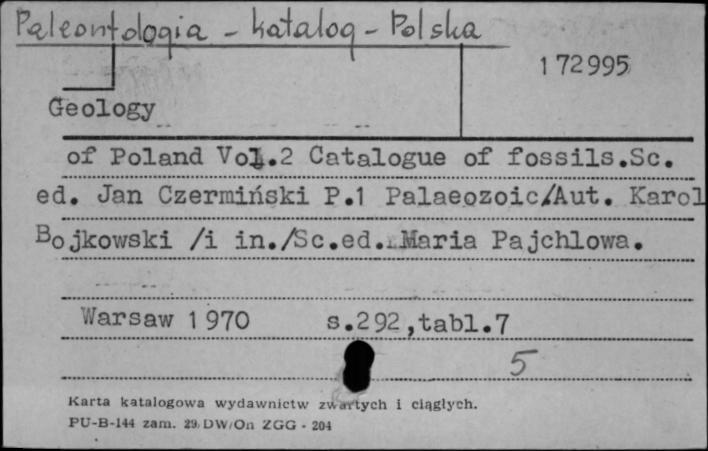 Paleontologia - katalog - Polska
172995
Geology
of Poland Vol.2 Catalogue of fossils.Sc.
ed. Jan Czermiński P.1 Palaeozoic/Aut. Karol
Bojkowski /i in./Sc.ed. Maria Pajchlowa.
Warsaw 1970 s.292,tabl.7
5
Karta katalogowa wydawnictw zwartych i ciągłych.
PU-B-144 zam. 29/DW/On ZGG - 204